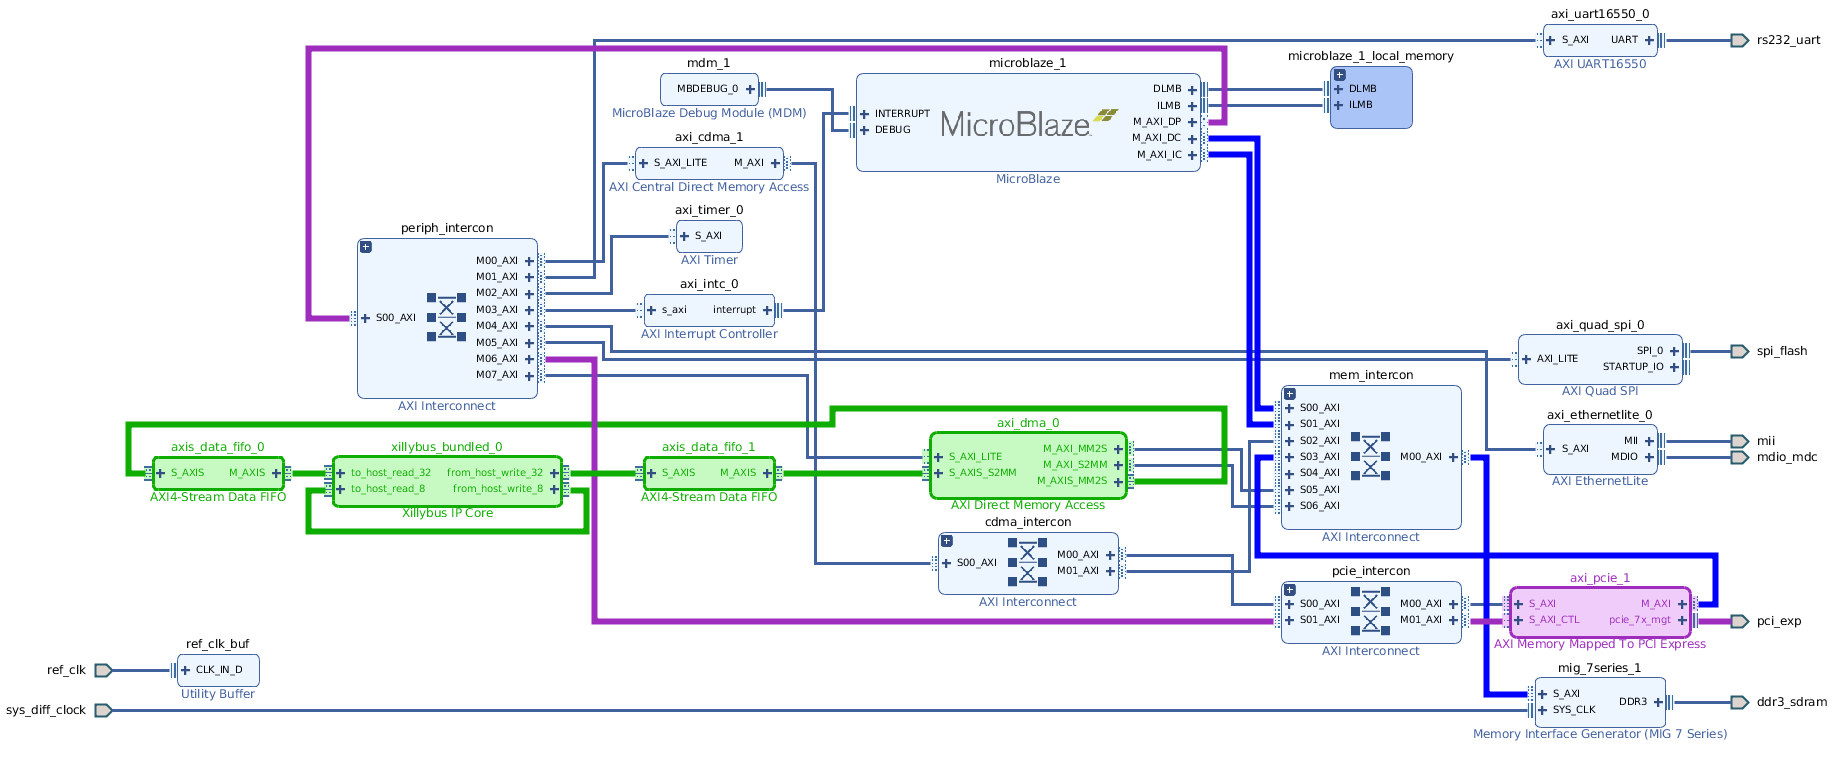 axi_uart16550_0
S_AXI UART
AXI UART16550
rs232_uart
mdm_1
MBDEBUG_0
MicroBlaze Debug Module (MDM)
microblaze_1
INTERRUPT
DEBUG
MicroBlaze
DLMB
ILMB
M_AXI_DP
M_AXI_DC
M_AXI_IC
MicroBlaze
microblaze_1_local_memory
DLMB
ILMB
axi_cdma_1
S_AXI_LITE M_AXI
AXI Central Direct Memory Access
axi_timer_0
S_AXI
AXI Timer
periph_intercon
S00_AXI
M00_AXI
M01_AXI
M02_AXI
M03_AXI
M04_AXI
M05_AXI
M06_AXI
M07_AXI
AXI Interconnect
axi_intc_0
s_axi interrupt
AXI Interrupt Controller
axi_quad_spi_0
AXI_LITE
SPI_0
STARTUP_IO
AXI Quad SPI
spi_flash
mem_intercon
S00_AXI
S01_AXI
S02_AXI
S03_AXI
S04_AXI
S05_AXI
S06_AXI
M00_AXI
AXI Interconnect
axi_ethernetlite_0
S_AXI
MII
MDIO
AXI EthernetLite
mii
mdio_mdc
axis_data_fifo_0
S_AXIS M_AXIS
AXI4-Stream Data FIFO
xillybus_bundled_0
to_host_read_32 from_host_write_32
to_host_read_8 from_host_write_8
Xillybus IP Core
axis_data_fifo_1
S_AXIS M_AXIS
AXI4-Stream Data FIFO
axi_dma_0
S_AXI_LITE
S_AXIS_S2MM
M_AXI_MM2S
M_AXI_S2MM
M_AXIS_MM2S
AXI Direct Memory Access
cdma_intercon
S00_AXI
M00_AXI
M01_AXI
AXI Interconnect
pcie_intercon
S00_AXI M00_AXI
S01_AXI M01_AXI
AXI Interconnect
axi_pcie_1
S_AXI M_AXI
S_AXI_CTL pcie_7x_mgt
AXI Memory Mapped To PCI Express
pci_exp
ref_clk
ref_clk_buf
CLK_IN_D
Utility Buffer
sys_diff_clock
mig_7series_1
S_AXI
SYS_CLK
DDR3
Memory Interface Generator (MIG 7 Series)
ddr3_sdram